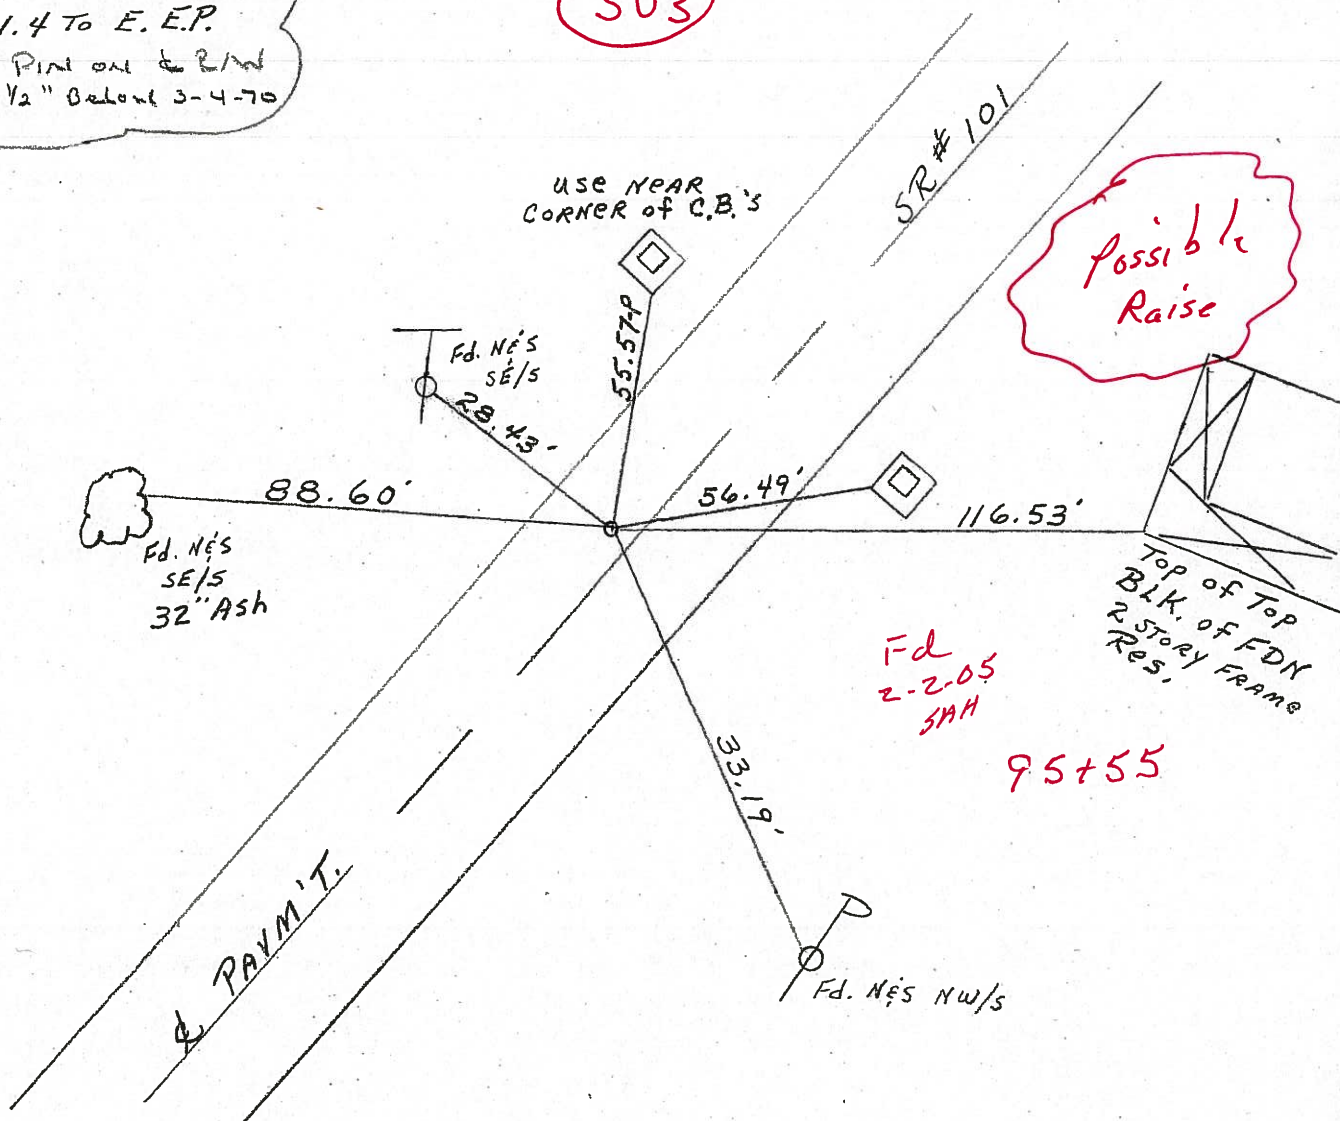 1.4 To E. E.P.
Pin on ℄ R/W
1/2" Below 3-4-70
503
SR # 101
use NEAR
CORNER of C.B.'s
Possible
Raise
55.57
Fd. N&S
SE/S
28.43'
88.60'
56.49'
116.53'
Fd. N&S
SE/S
32" Ash
Top of Top
BLK. of FDN
2 STORY FRAME
Res.
Fd
2-2-05
SAH
95+55
33.19'
℄ PAVM'T.
Fd. N&S NW/S